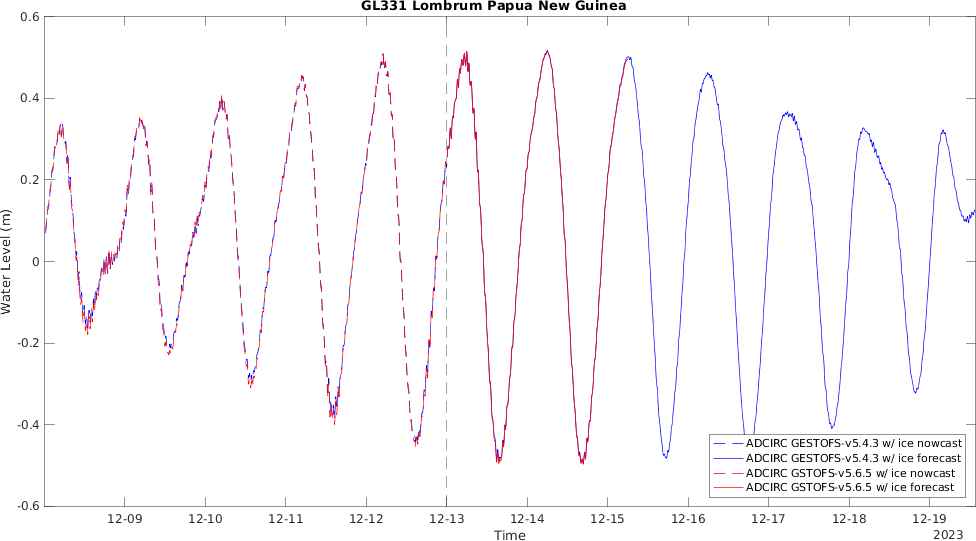 GL331 Lombrum Papua New Guinea
0.6
0.4
0.2
0
-0.2
-0.4
-0.6
Water Level (m)
ADCIRC GESTOFS-v5.4.3 w/ ice nowcast
ADCIRC GESTOFS-v5.4.3 w/ ice forecast
ADCIRC GSTOFS-v5.6.5 w/ ice nowcast
ADCIRC GSTOFS-v5.6.5 w/ ice forecast
12-09 12-10 12-11 12-12 12-13 12-14 12-15 12-16 12-17 12-18 12-19
Time
2023